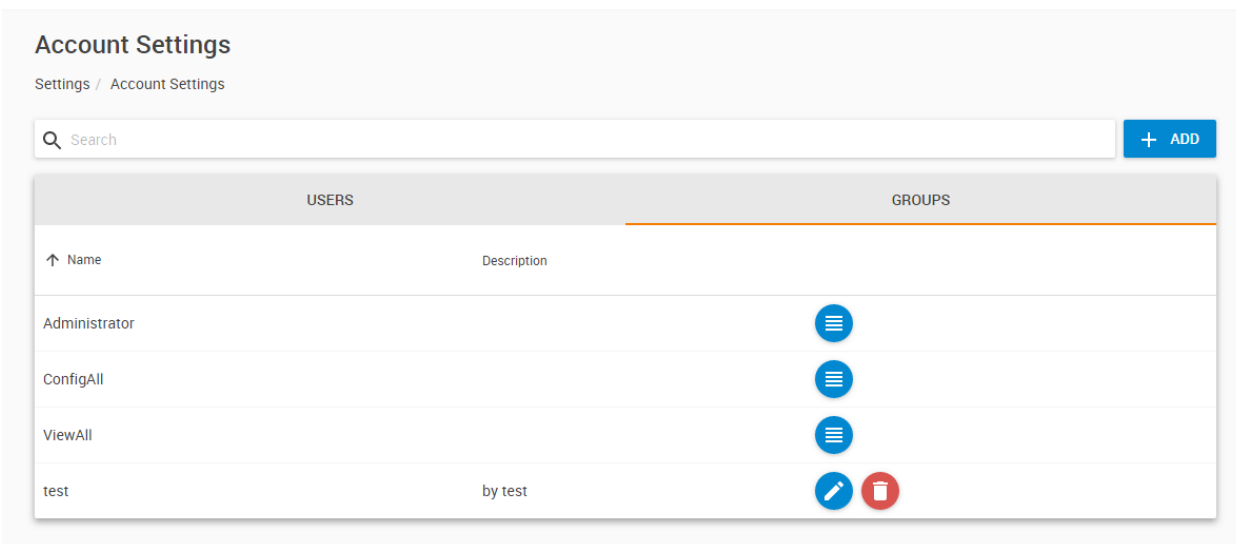 Account Settings
Settings / Account Settings
Search
+ ADD
USERS GROUPS
Name Description
Administrator
ConfigAll
ViewAll
test by test